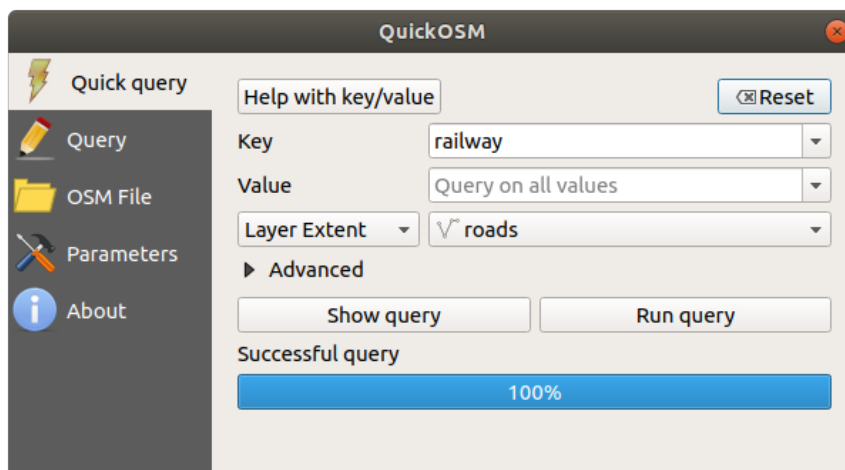 QuickOSM
Quick query
Query
OSM File
Parameters
About
Help with key/value
Reset
Key
railway
Value
Query on all values
Layer Extent
roads
Advanced
Show query
Run query
Successful query
100%